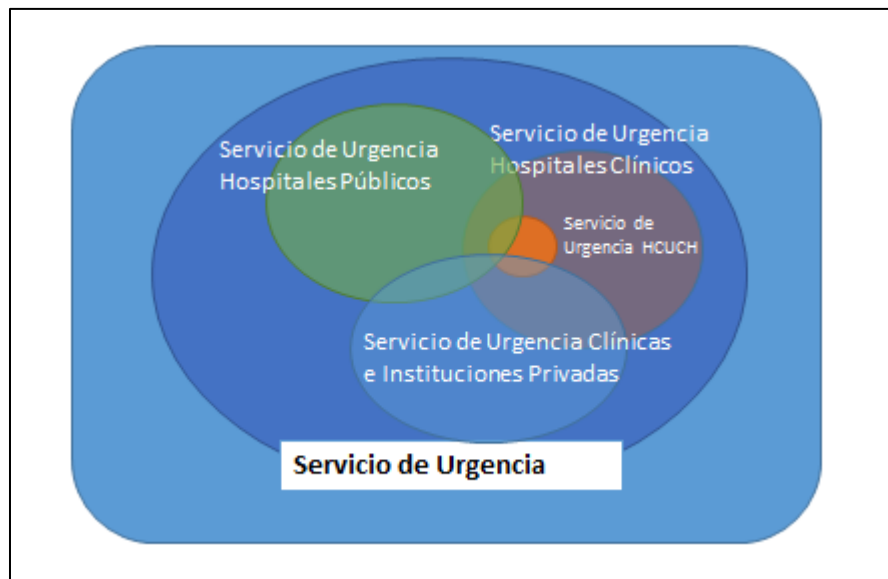 Servicio de Urgencia
Hospitales Públicos
Servicio de Urgencia
Hospitales Clínicos
Servicio de
Urgencia HCUCH
Servicio de Urgencia Clínicas
e Instituciones Privadas
Servicio de Urgencia